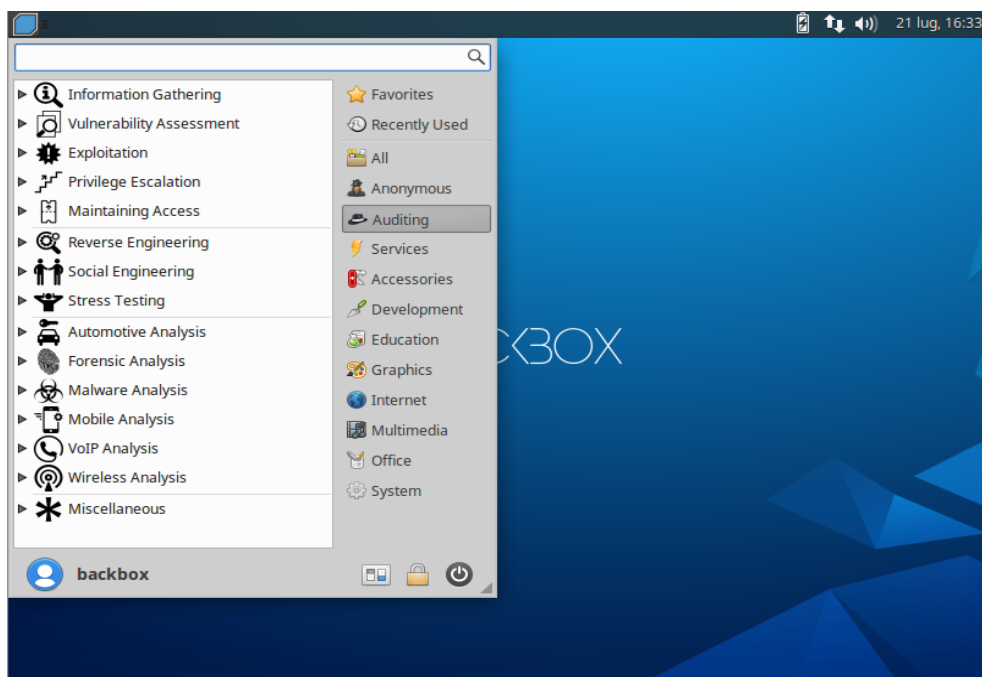 21 lug, 16:33
Information Gathering
Vulnerability Assessment
Exploitation
Privilege Escalation
Maintaining Access
Reverse Engineering
Social Engineering
Stress Testing
Automotive Analysis
Forensic Analysis
Malware Analysis
Mobile Analysis
VoIP Analysis
Wireless Analysis
Miscellaneous
Favorites
Recently Used
All
Anonymous
Auditing
Services
Accessories
Development
Education
Graphics
Internet
Multimedia
Office
System
backbox